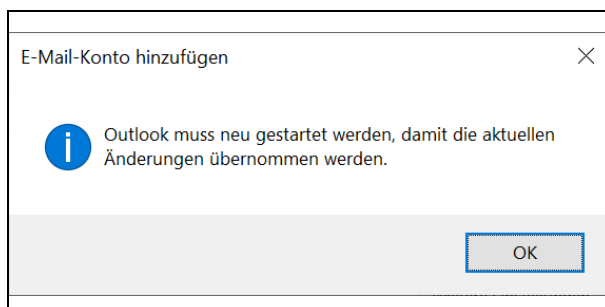 E-Mail-Konto hinzufügen
Outlook muss neu gestartet werden, damit die aktuellen
Änderungen übernommen werden.
OK